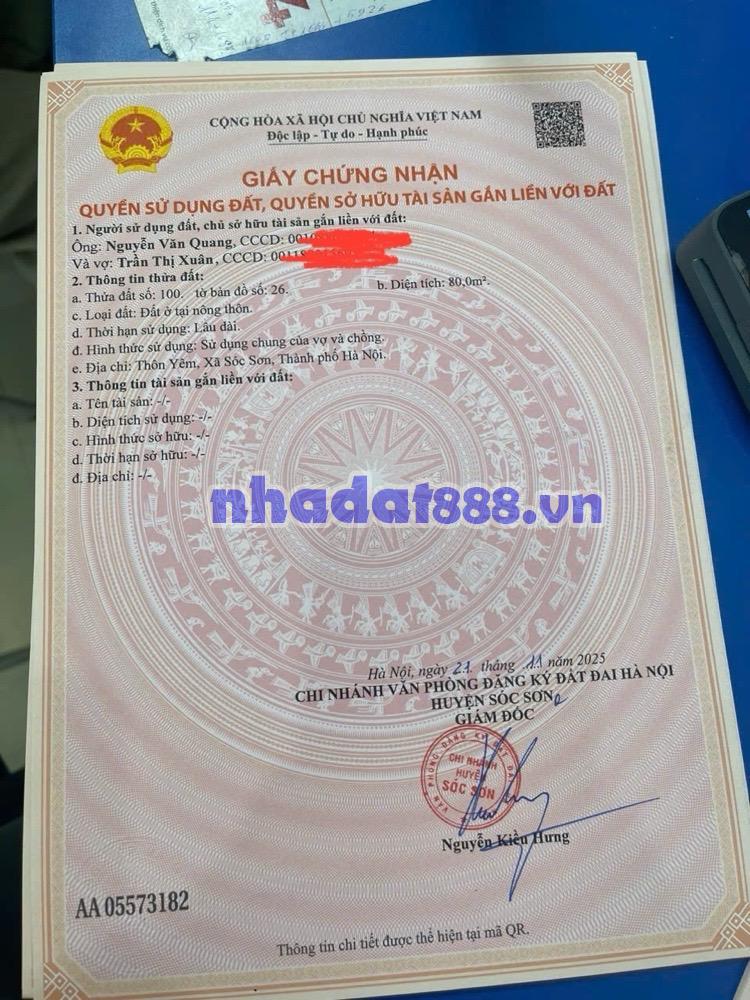 CỘNG HÒA XÃ HỘI CHỦ NGHĨA VIỆT NAM
Độc lập - Tự do - Hạnh phúc
GIẤY CHỨNG NHẬN
QUYỀN SỬ DỤNG ĐẤT, QUYỀN SỞ HỮU TÀI SẢN GẮN LIỀN VỚI ĐẤT
1. Người sử dụng đất, chủ sở hữu tài sản gắn liền với đất:
Ông: Nguyễn Văn Quang, CCCD:
Và vợ: Trần Thị Xuân, CCCD:
2. Thông tin thửa đất:
a. Thửa đất số: 100. tờ bản đồ số: 26. b. Diện tích: 80,0m².
c. Loại đất: Đất ở tại nông thôn.
d. Thời hạn sử dụng: Lâu dài.
đ. Hình thức sử dụng: Sử dụng chung của vợ và chồng.
e. Địa chỉ: Thôn Yêm, Xã Sóc Sơn, Thành phố Hà Nội.
3. Thông tin tài sản gắn liền với đất:
a. Tên tài sản: -/-
b. Diện tích sử dụng: -/-
c. Hình thức sở hữu: -/-
d. Thời hạn sở hữu: -/-
đ. Địa chỉ: -/-
nhadat888.vn
Hà Nội, ngày 21 tháng 11 năm 2025
CHI NHÁNH VĂN PHÒNG ĐĂNG KÝ ĐẤT ĐAI HÀ NỘI
HUYỆN SÓC SƠN
GIÁM ĐỐC
VĂN PHÒNG ĐĂNG KÝ ĐẤT ĐAI
CHI NHÁNH
HUYỆN
SÓC SƠN
Nguyễn Kiều Hưng
AA 05573182
Thông tin chi tiết được thể hiện tại mã QR.